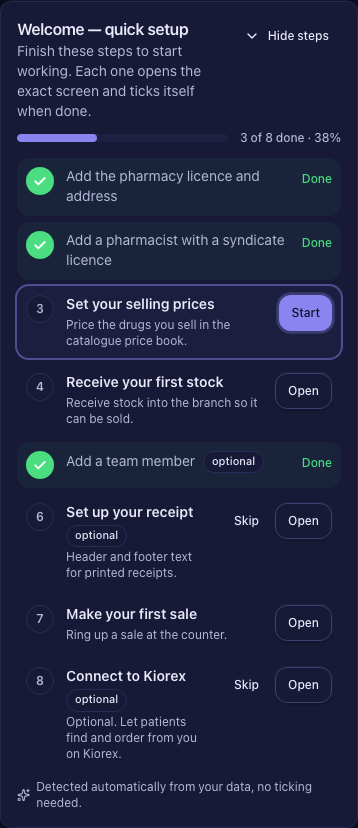 Welcome — quick setup
Hide steps
Finish these steps to start
working. Each one opens the
exact screen and ticks itself
when done.
3 of 8 done · 38%
Add the pharmacy licence and
address
Done
Add a pharmacist with a syndicate
licence
Done
3
Set your selling prices
Price the drugs you sell in the
catalogue price book.
Start
4
Receive your first stock
Receive stock into the branch so it
can be sold.
Open
Add a team member optional
Done
6
Set up your receipt
optional
Header and footer text
for printed receipts.
Skip
Open
7
Make your first sale
Ring up a sale at the counter.
Open
8
Connect to Kiorex
optional
Optional. Let patients
find and order from you
on Kiorex.
Skip
Open
Detected automatically from your data, no ticking
needed.